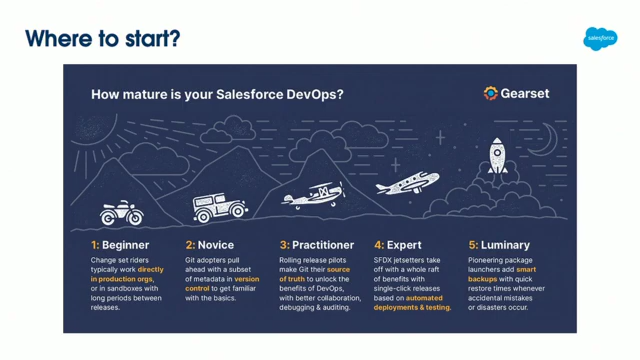 Where to start?
salesforce
How mature is your Salesforce DevOps?
Gearset
1: Beginner
Change set riders
typically work directly
in production orgs,
or in sandboxes with
long periods between
releases.
2: Novice
Git adopters pull
ahead with a subset
of metadata in version
control to get familiar
with the basics.
3: Practitioner
Rolling release pilots
make Git their source
of truth to unlock the
benefits of DevOps,
with better collaboration,
debugging & auditing.
4: Expert
SFDX jetsetters take
off with a whole raft
of benefits with
single-click releases
based on automated
deployments & testing.
5: Luminary
Pioneering package
launchers add smart
backups with quick
restore times whenever
accidental mistakes
or disasters occur.